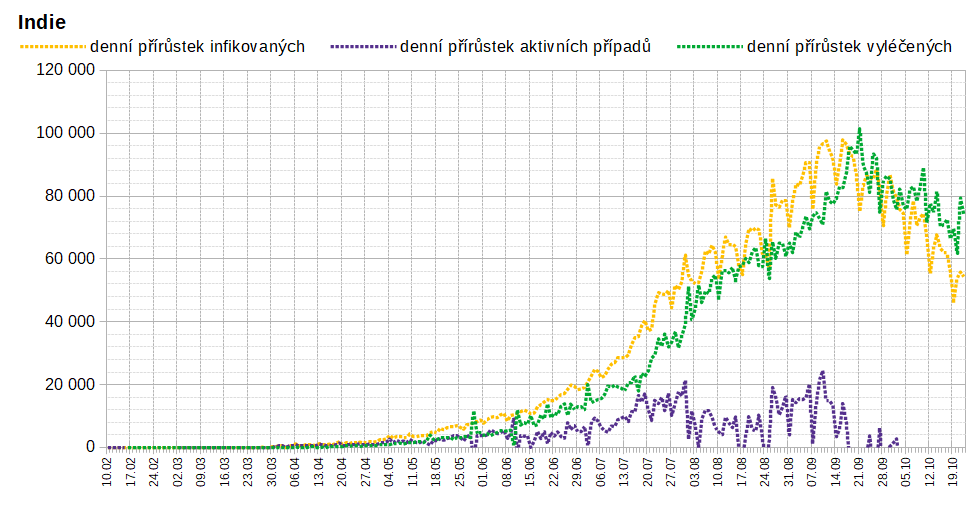 Indie
denní přírůstek infikovaných denní přírůstek aktivních případů denní přírůstek vyléčených
120 000
100 000
80 000
60 000
40 000
20 000
0
10.02 17.02 24.02 02.03 09.03 16.03 23.03 30.03 06.04 13.04 20.04 27.04 04.05 11.05 18.05 25.05 01.06 08.06 15.06 22.06 29.06 06.07 13.07 20.07 27.07 03.08 10.08 17.08 24.08 31.08 07.09 14.09 21.09 28.09 05.10 12.10 19.10